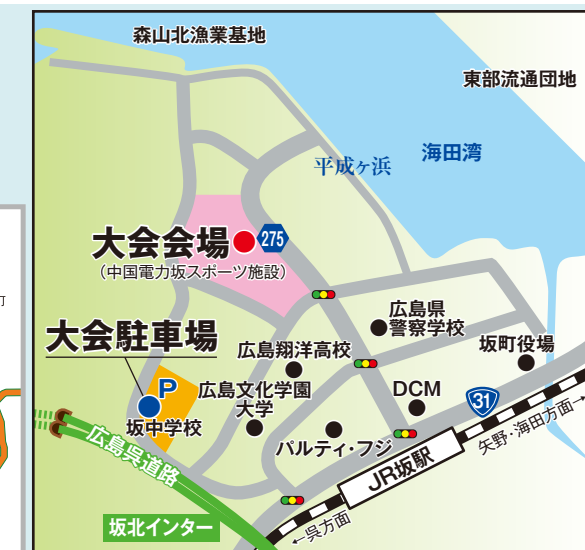 森山北漁業基地
東部流通団地
海田湾
平成ヶ浜
大会会場
275
(中国電力坂スポーツ施設)
町
広島県
警察学校
大会駐車場
広島翔洋高校
坂町役場
P
広島文化学園
大学
DCM
31
坂中学校
パルティ・フジ
矢野・海田方面→
広島呉道路
JR坂駅
坂北インター
←呉方面